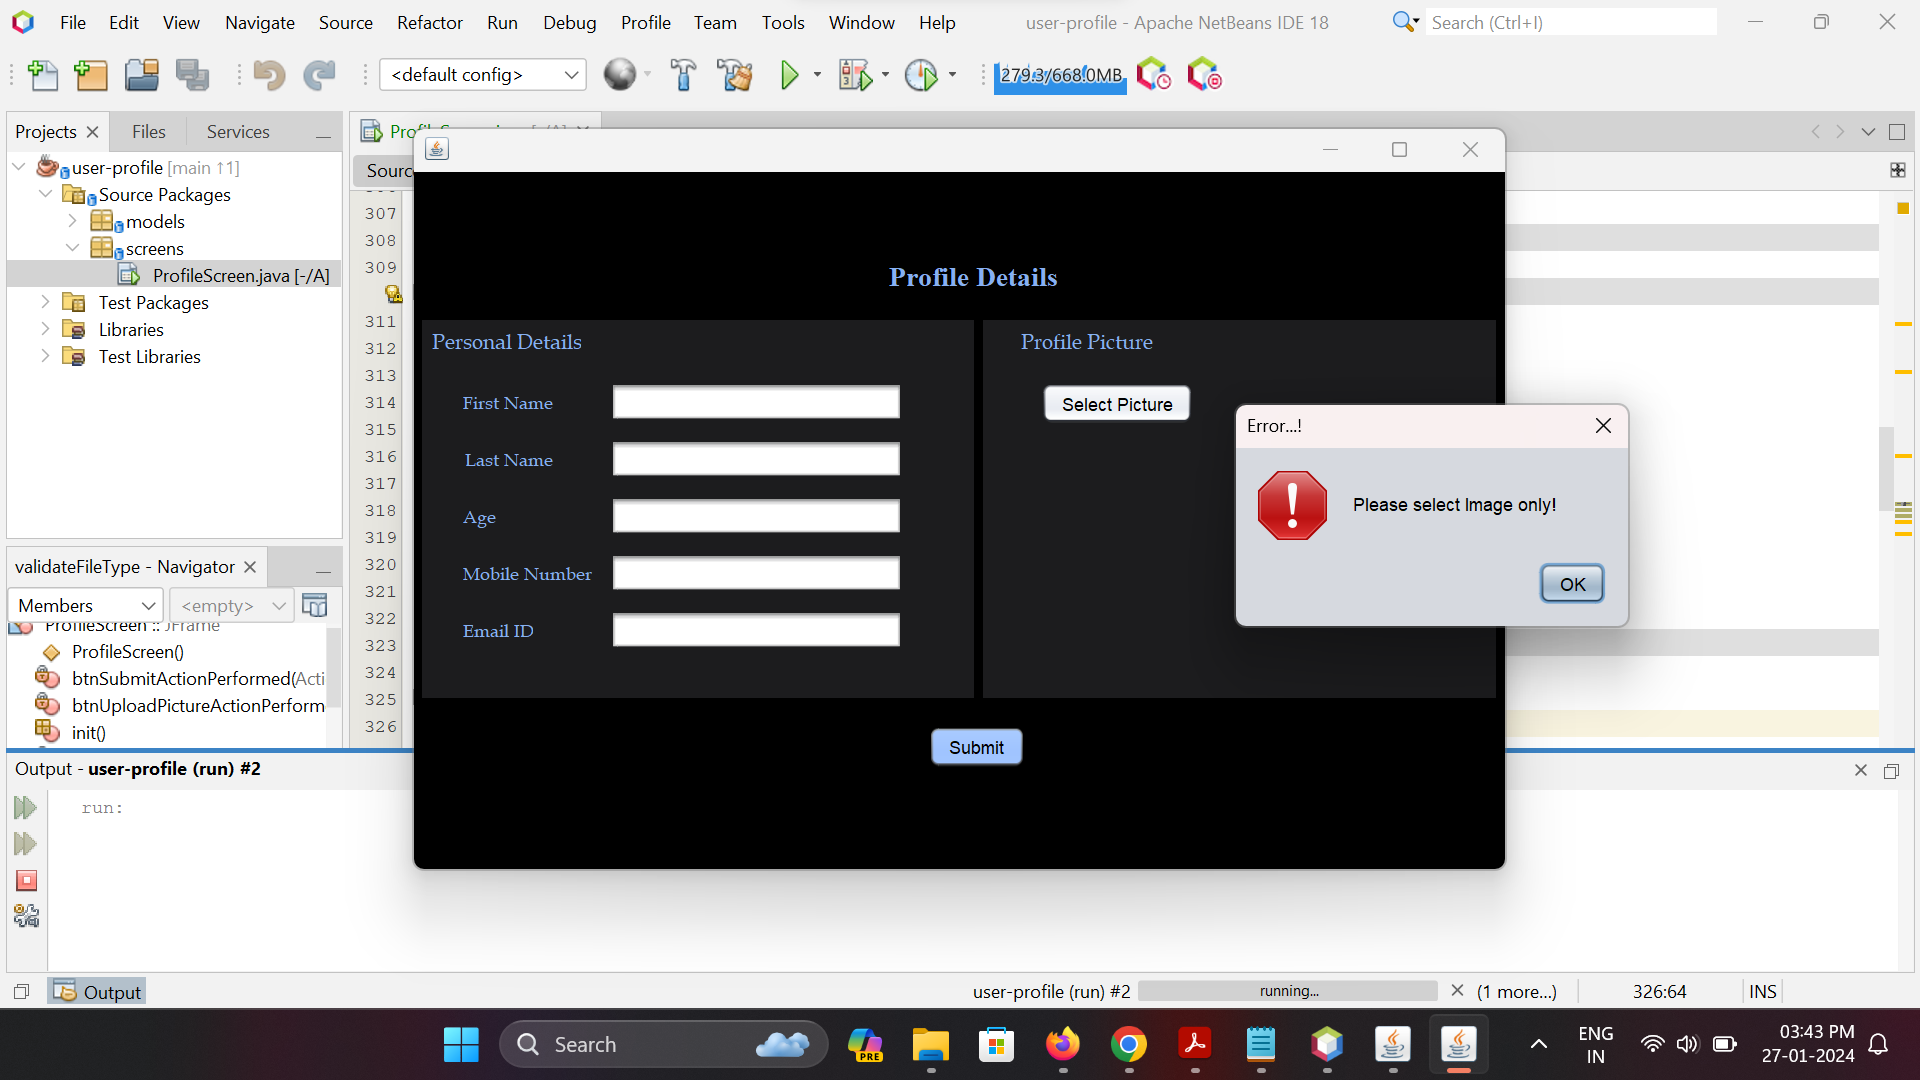 File Edit View Navigate Source Refactor Run Debug Profile Team Tools Window Help
user-profile - Apache NetBeans IDE 18
Search (Ctrl+I)
<default config>
279.3/668.0MB
Projects Files Services
user-profile [main ↑1]
Source Packages
models
screens
ProfileScreen.java [-/A]
Test Packages
Libraries
Test Libraries
validateFileType - Navigator
Members
<empty>
ProfileScreen :: JFrame
ProfileScreen()
btnSubmitActionPerformed(Acti
btnUploadPictureActionPerform
init()
307
308
309
311
312
313
314
315
316
317
318
319
320
321
322
323
324
325
326
Profile Details
Personal Details
First Name
Last Name
Age
Mobile Number
Email ID
Profile Picture
Select Picture
Submit
Error...!
Please select Image only!
OK
Output - user-profile (run) #2
run:
Output
user-profile (run) #2
running...
(1 more...)
326:64
INS
Search
PRE
ENG
IN
03:43 PM
27-01-2024